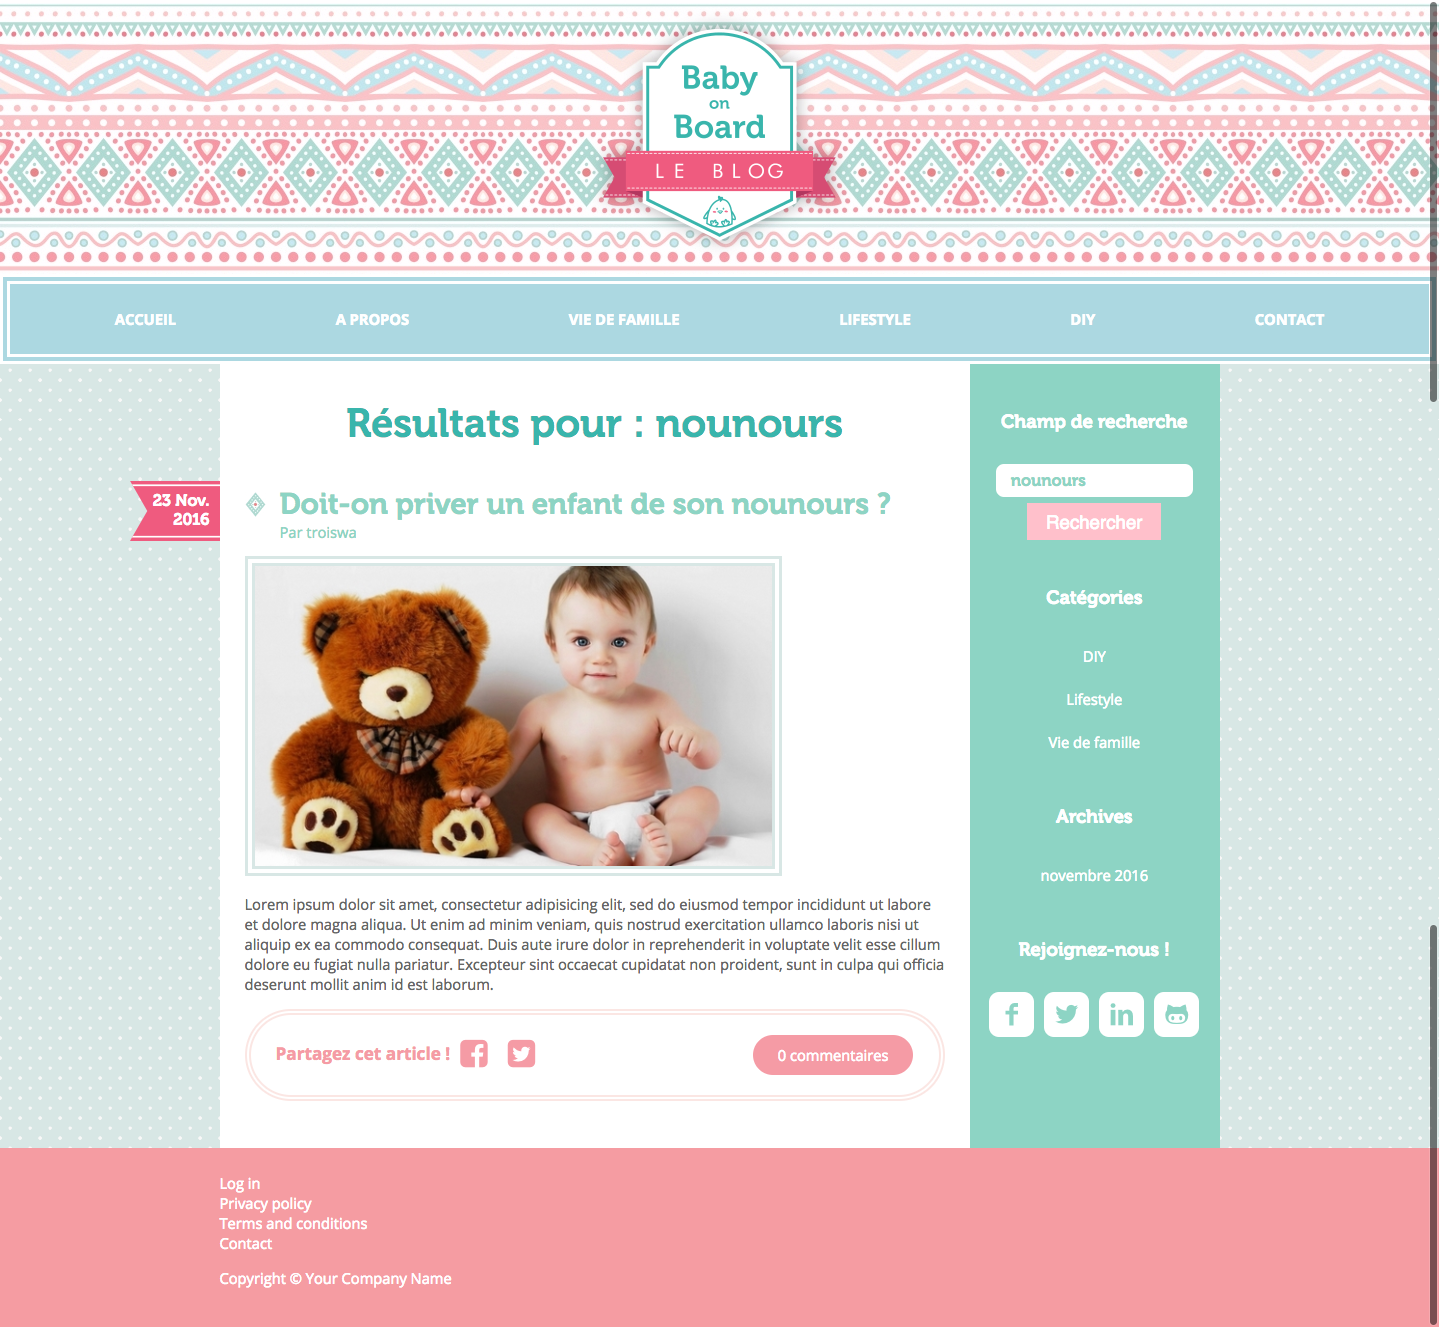 Baby
on
Board
LE BLOG
ACCUEIL
A PROPOS
VIE DE FAMILLE
LIFESTYLE
DIY
CONTACT
Résultats pour : nounours
23 Nov.
2016
Doit-on priver un enfant de son nounours ?
Par troiswa
Lorem ipsum dolor sit amet, consectetur adipisicing elit, sed do eiusmod tempor incididunt ut labore
et dolore magna aliqua. Ut enim ad minim veniam, quis nostrud exercitation ullamco laboris nisi ut
aliquip ex ea commodo consequat. Duis aute irure dolor in reprehenderit in voluptate velit esse cillum
dolore eu fugiat nulla pariatur. Excepteur sint occaecat cupidatat non proident, sunt in culpa qui officia
deserunt mollit anim id est laborum.
Partagez cet article !
0 commentaires
Champ de recherche
nounours
Rechercher
Catégories
DIY
Lifestyle
Vie de famille
Archives
novembre 2016
Rejoignez-nous !
Log in
Privacy policy
Terms and conditions
Contact
Copyright © Your Company Name